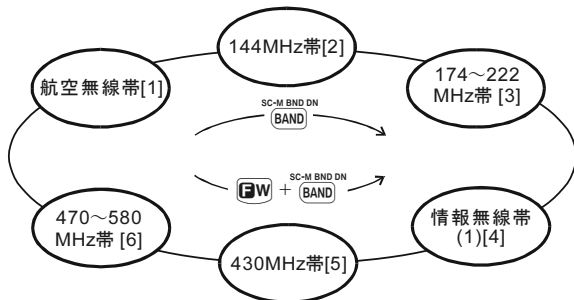 144MHz帯[2]
航空無線帯[1]
174～222
MHz帯 [3]
SC-M BND DN
BAND
SC-M BND DN
FW + BAND
470～580
MHz帯 [6]
情報無線帯
(1)[4]
430MHz帯[5]